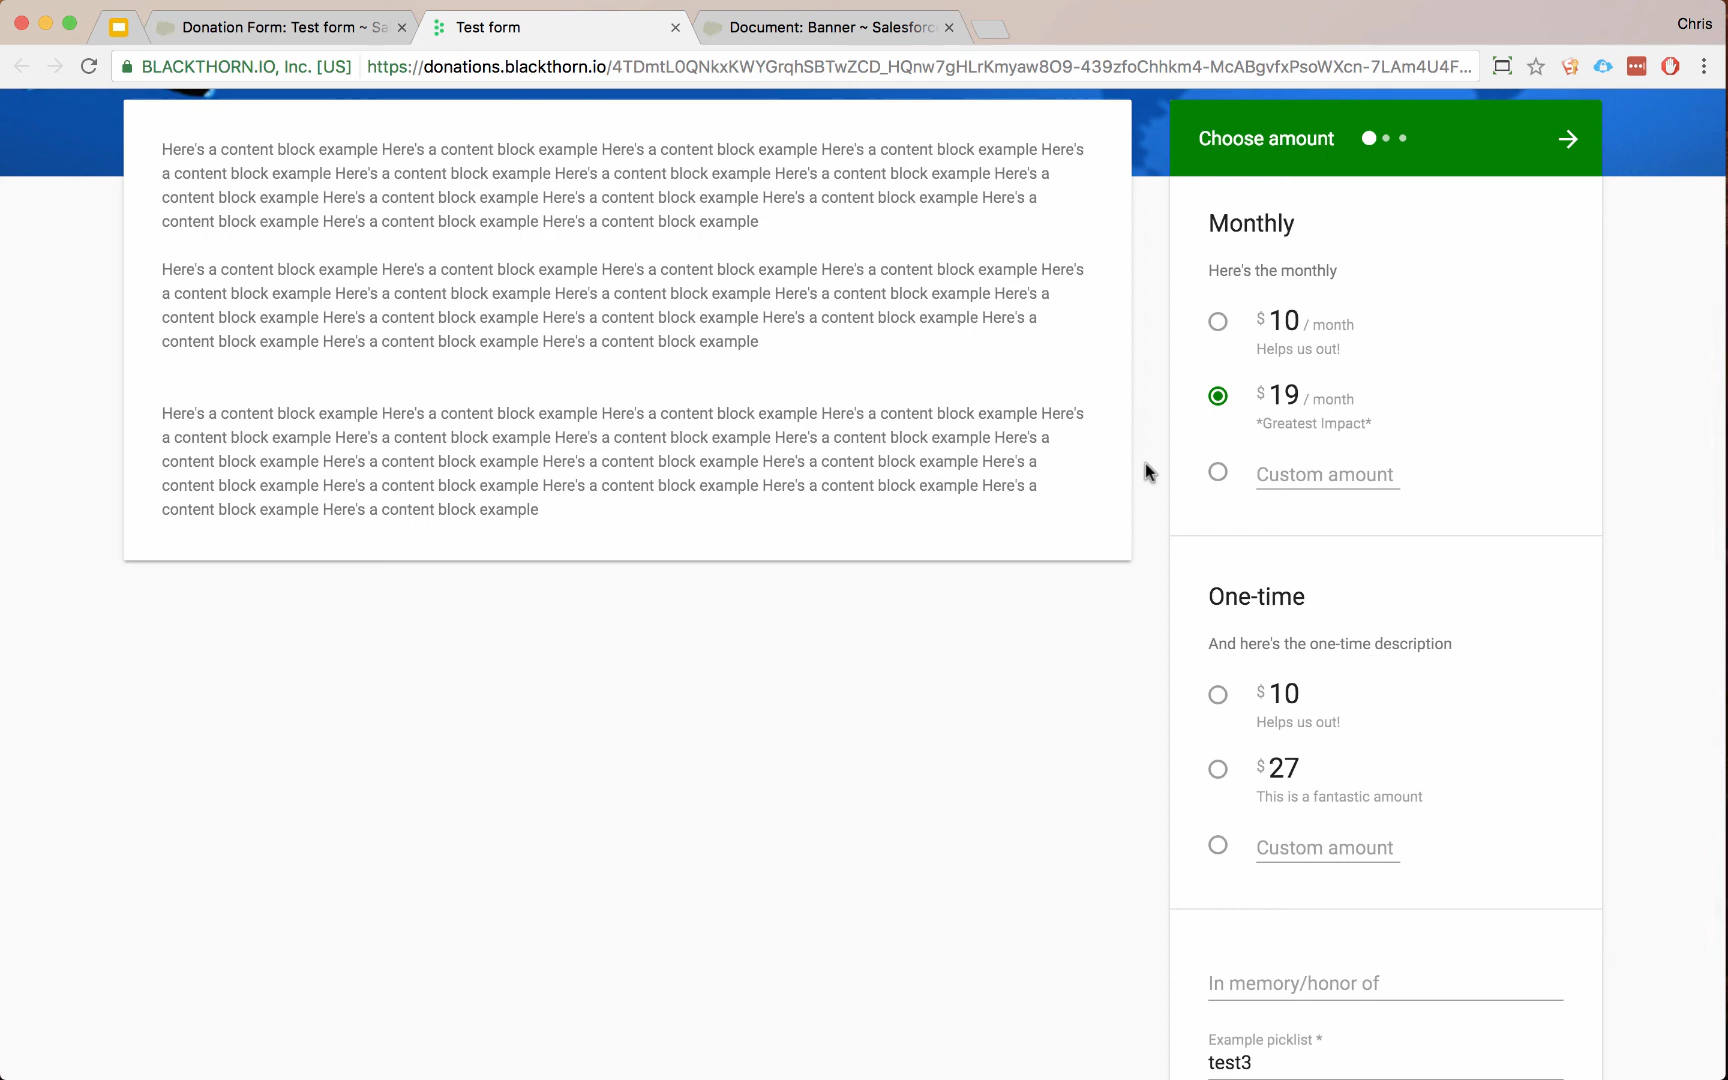 Chris
Donation Form: Test form ~ Sa
Test form
Document: Banner ~ Salesforc
BLACKTHORN.IO, Inc. [US]
https://donations.blackthorn.io/4TDmtL0QNkxKWYGrqhSBTwZCD_HQnw7gHLrKmyaw8O9-439zfoChhkm4-McABgvfxPsoWXcn-7LAm4U4F...
Here's a content block example Here's a content block example Here's a content block example Here's a content block example Here's
a content block example Here's a content block example Here's a content block example Here's a content block example Here's a
content block example Here's a content block example Here's a content block example Here's a content block example Here's a
content block example Here's a content block example Here's a content block example
Here's a content block example Here's a content block example Here's a content block example Here's a content block example Here's
a content block example Here's a content block example Here's a content block example Here's a content block example Here's a
content block example Here's a content block example Here's a content block example Here's a content block example Here's a
content block example Here's a content block example Here's a content block example
Here's a content block example Here's a content block example Here's a content block example Here's a content block example Here's
a content block example Here's a content block example Here's a content block example Here's a content block example Here's a
content block example Here's a content block example Here's a content block example Here's a content block example Here's a
content block example Here's a content block example Here's a content block example Here's a content block example Here's a
content block example Here's a content block example
Choose amount
Monthly
Here's the monthly
$ 10 / month
Helps us out!
$ 19 / month
*Greatest Impact*
Custom amount
One-time
And here's the one-time description
$ 10
Helps us out!
$ 27
This is a fantastic amount
Custom amount
In memory/honor of
Example picklist *
test3